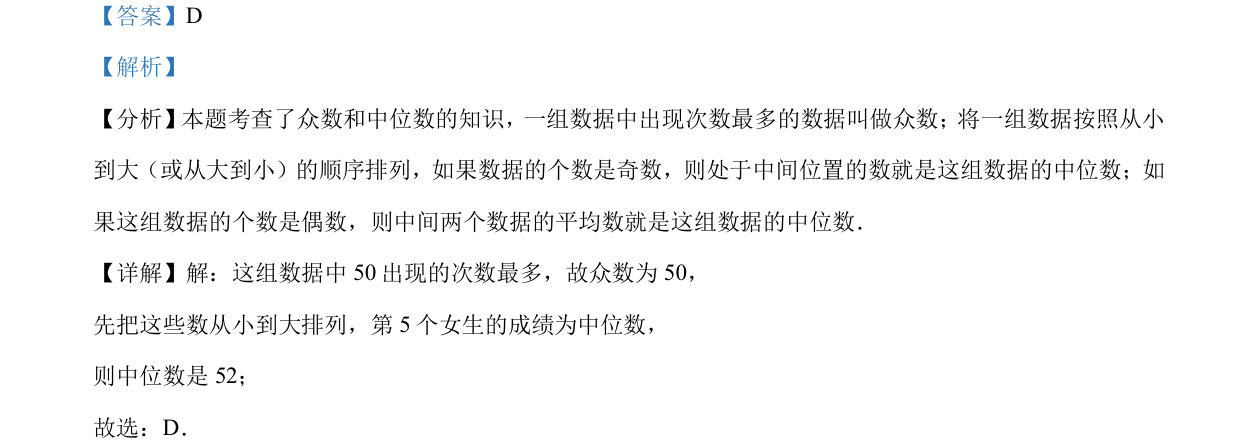 【答案】D
【解析】
【分析】本题考查了众数和中位数的知识，一组数据中出现次数最多的数据叫做众数；将一组数据按照从小
到大（或从大到小）的顺序排列，如果数据的个数是奇数，则处于中间位置的数就是这组数据的中位数；如
果这组数据的个数是偶数，则中间两个数据的平均数就是这组数据的中位数．
【详解】解：这组数据中 50 出现的次数最多，故众数为 50，
先把这些数从小到大排列，第 5 个女生的成绩为中位数，
则中位数是 52；
故选：D．